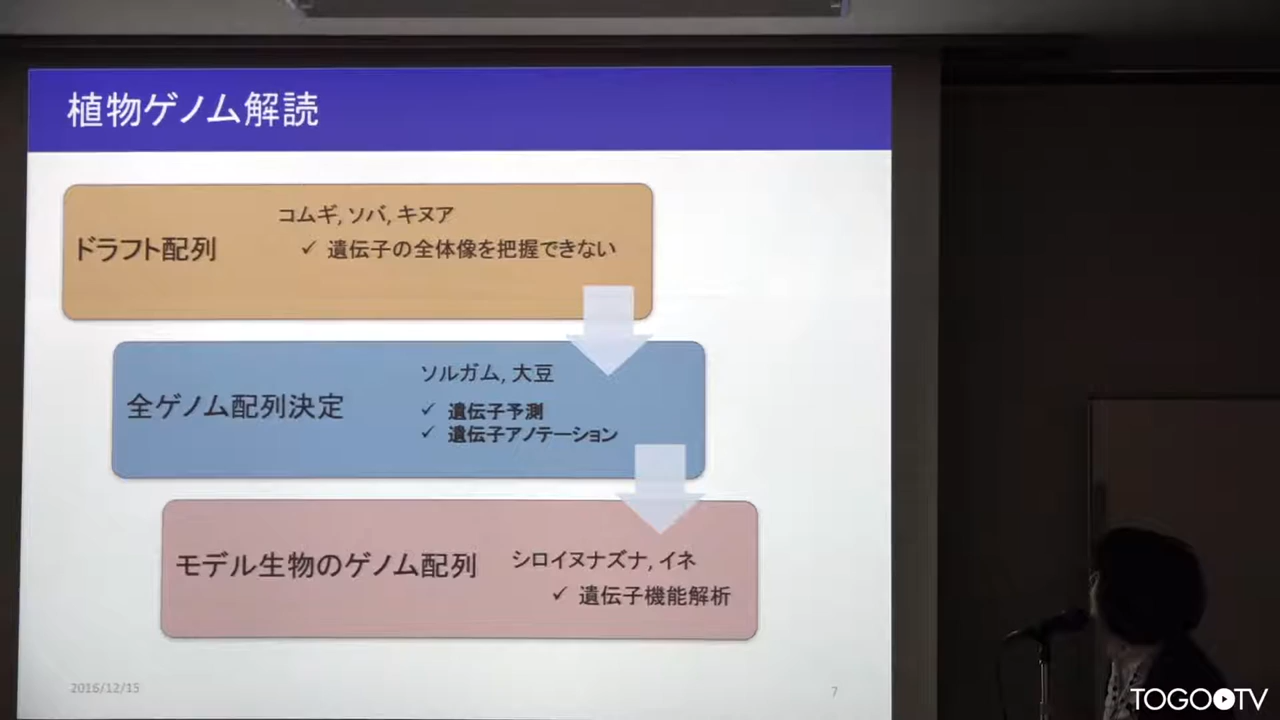 植物ゲノム解読
ドラフト配列
コムギ, ソバ, キヌア
✓ 遺伝子の全体像を把握できない
全ゲノム配列決定
ソルガム, 大豆
✓ 遺伝子予測
✓ 遺伝子アノテーション
モデル生物のゲノム配列
シロイヌナズナ, イネ
✓ 遺伝子機能解析
2016/12/15
7
TOGOTV